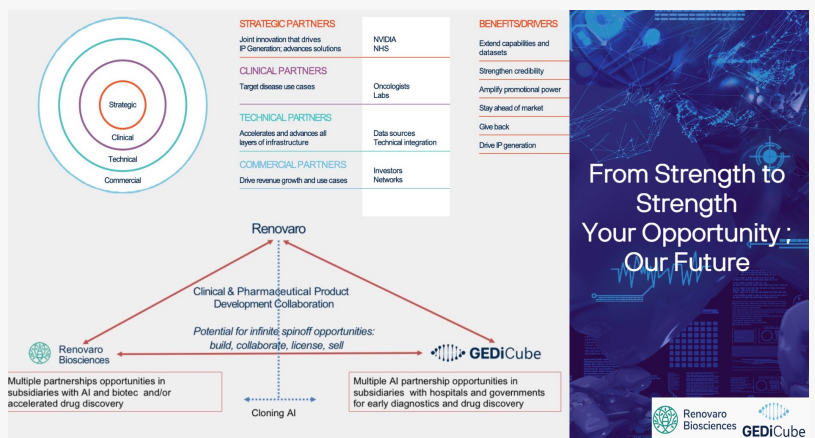 Strategic
Clinical
Technical
Commercial
STRATEGIC PARTNERS
Joint innovation that drives
IP Generation; advances solutions
NVIDIA
NHS
CLINICAL PARTNERS
Target disease use cases
Oncologists
Labs
TECHNICAL PARTNERS
Accelerates and advances all
layers of infrastructure
Data sources
Technical integration
COMMERCIAL PARTNERS
Drive revenue growth and use cases
Investors
Networks
BENEFITS/DRIVERS
Extend capabilities and
datasets
Strengthen credibility
Amplify promotional power
Stay ahead of market
Give back
Drive IP generation
Renovaro
Clinical & Pharmaceutical Product
Development Collaboration
Potential for infinite spinoff opportunities:
build, collaborate, license, sell
Renovaro
Biosciences
GEDiCube
Multiple partnerships opportunities in
subsidiaries with AI and biotec and/or
accelerated drug discovery
Multiple AI partnership opportunities in
subsidiaries with hospitals and governments
for early diagnostics and drug discovery
Cloning AI
From Strength to
Strength
Your Opportunity ;
Our Future
Renovaro
Biosciences
GEDiCube